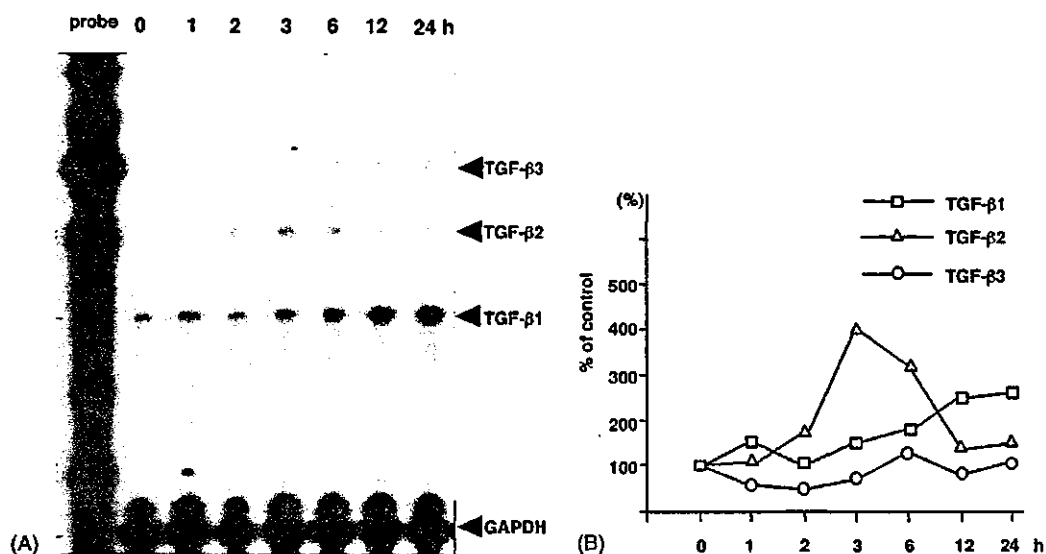 probe 0 1 2 3 6 12 24 h
TGF-β3
TGF-β2
TGF-β1
GAPDH
(A)
(%)
TGF-β1
TGF-β2
TGF-β3
% of control
500
400
300
200
100
0 1 2 3 6 12 24 h
(B)